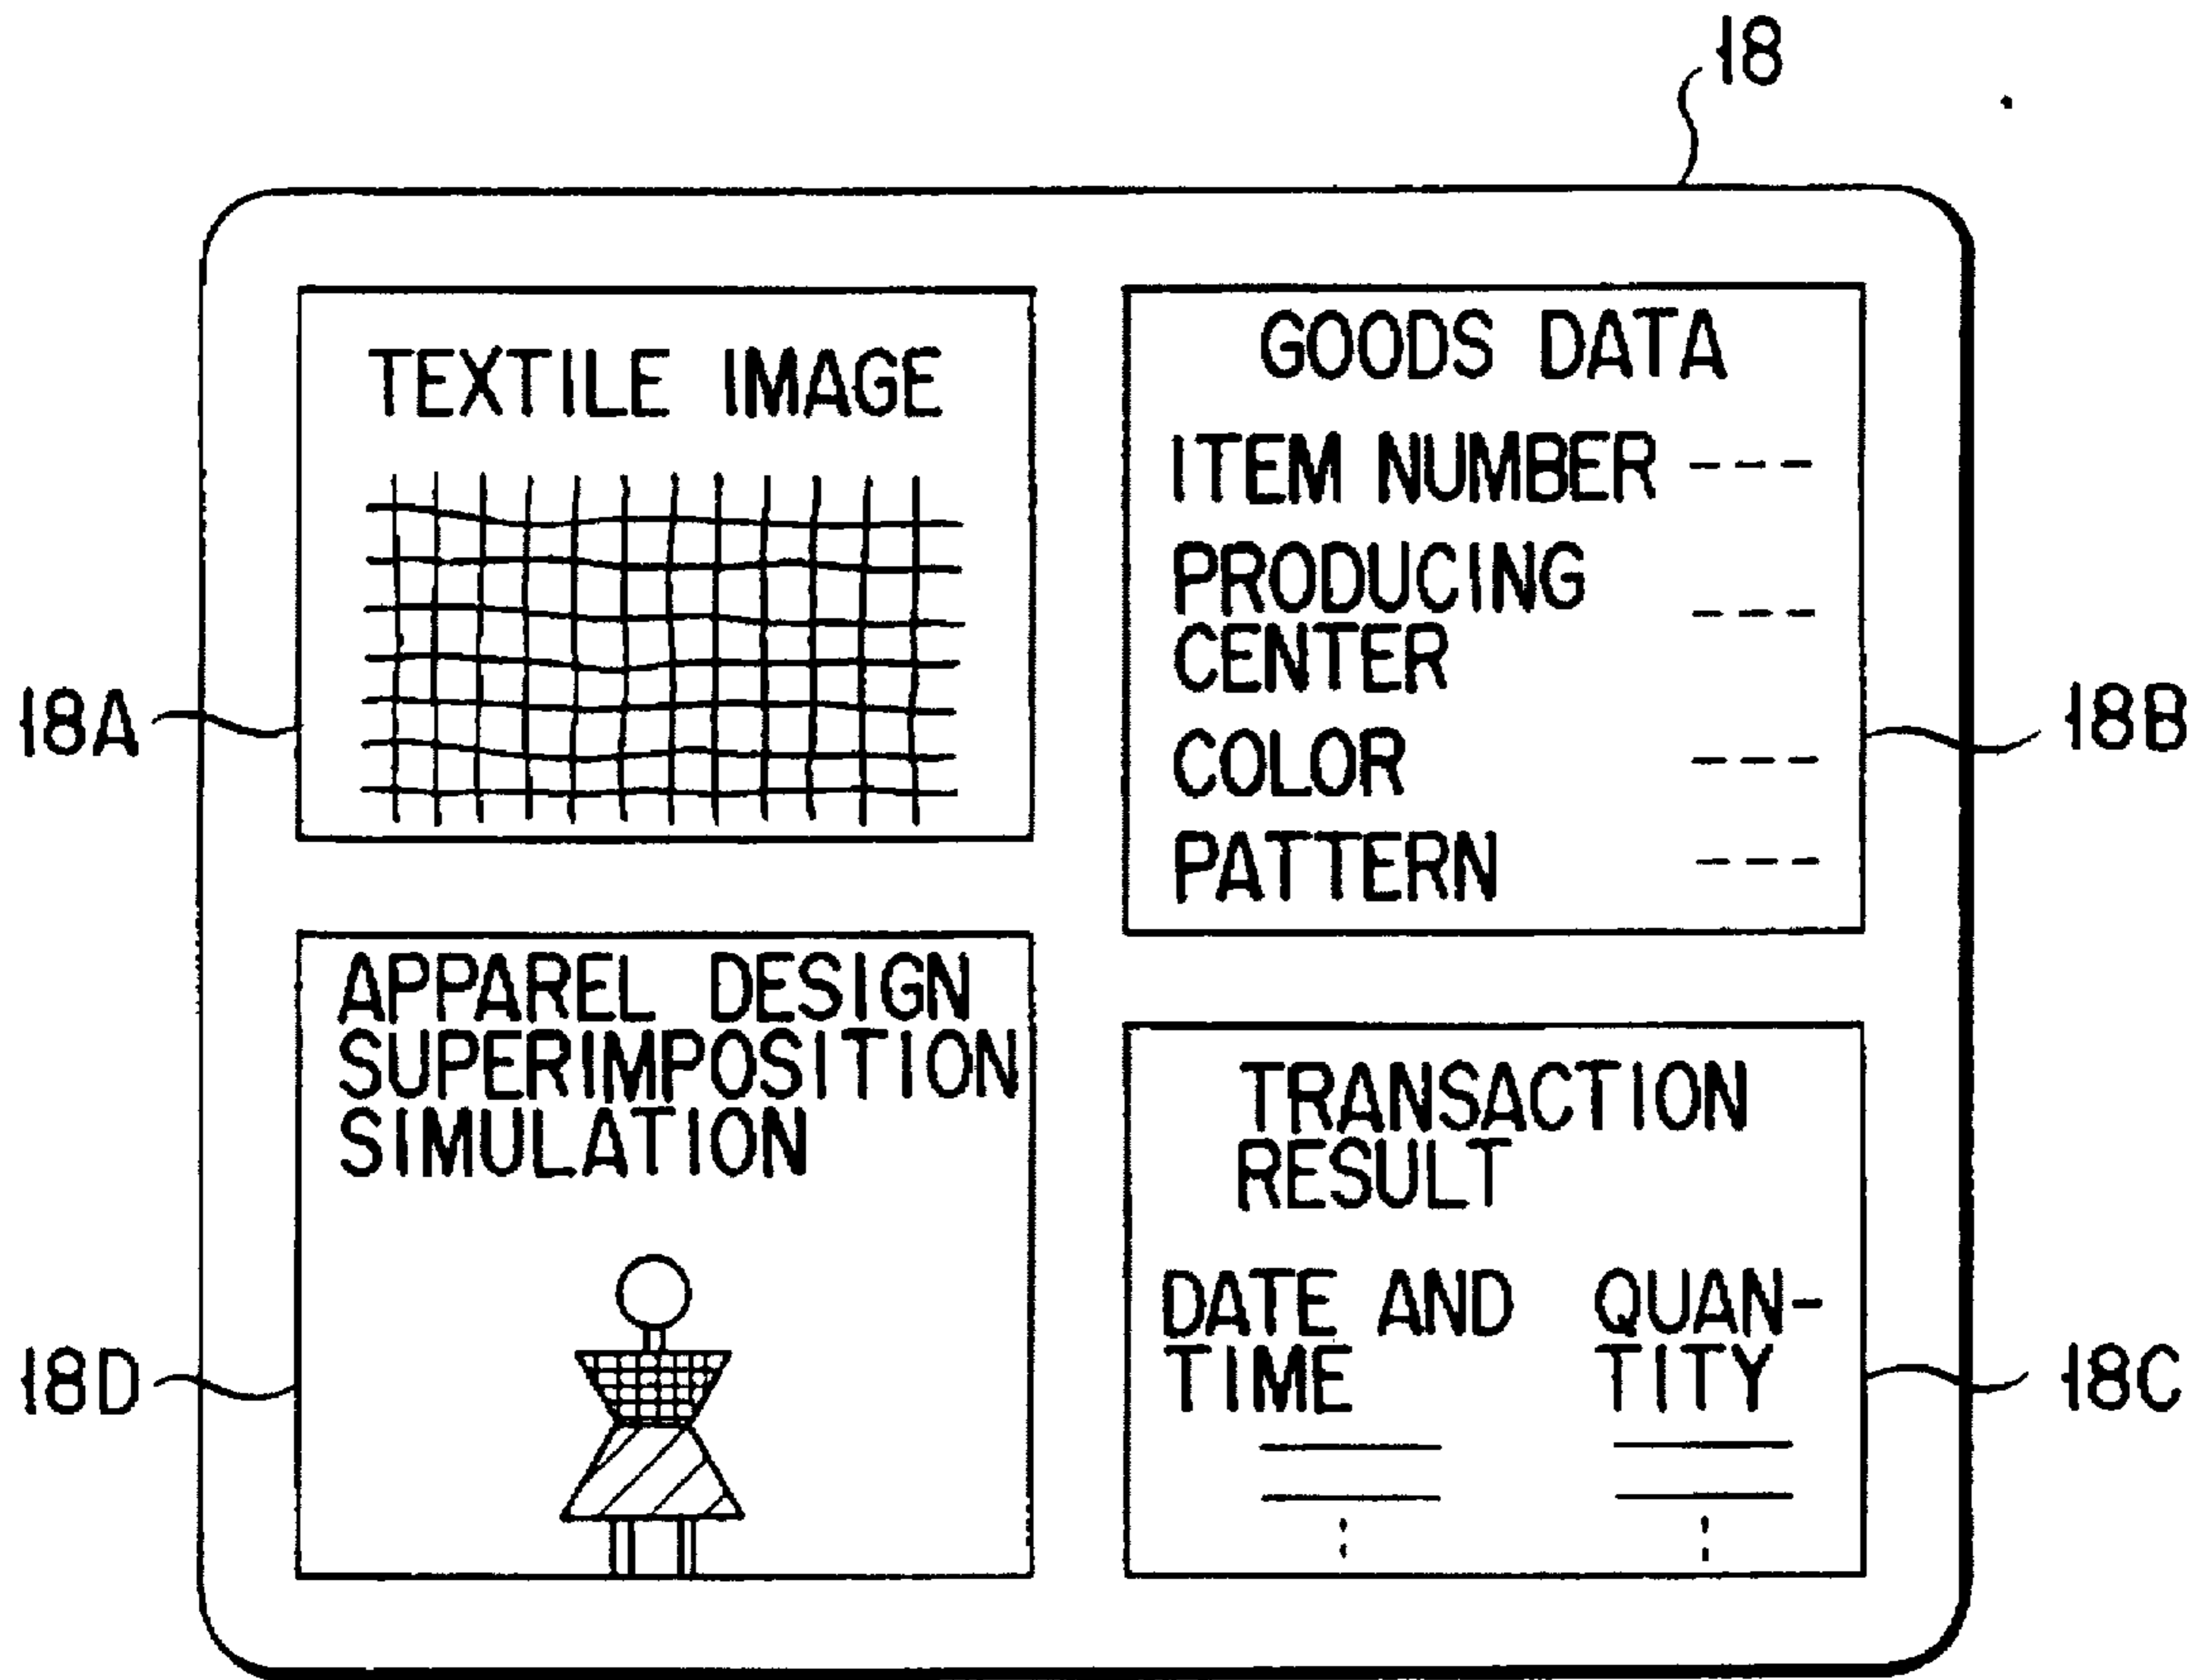 18
TEXTILE IMAGE
18A
GOODS DATA
ITEM NUMBER ---
PRODUCING
CENTER ---
COLOR ---
PATTERN ---
18B
APPAREL DESIGN
SUPERIMPOSITION
SIMULATION
18D
TRANSACTION
RESULT
DATE AND QUAN-
TIME TITY
18C